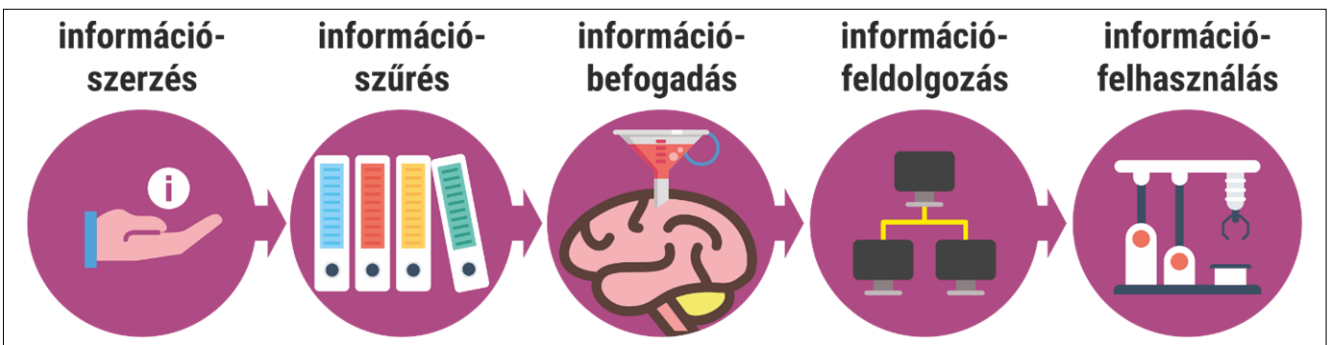 információ-
szerzés
információ-
szűrés
információ-
befogadás
információ-
feldolgozás
információ-
felhasználás
i